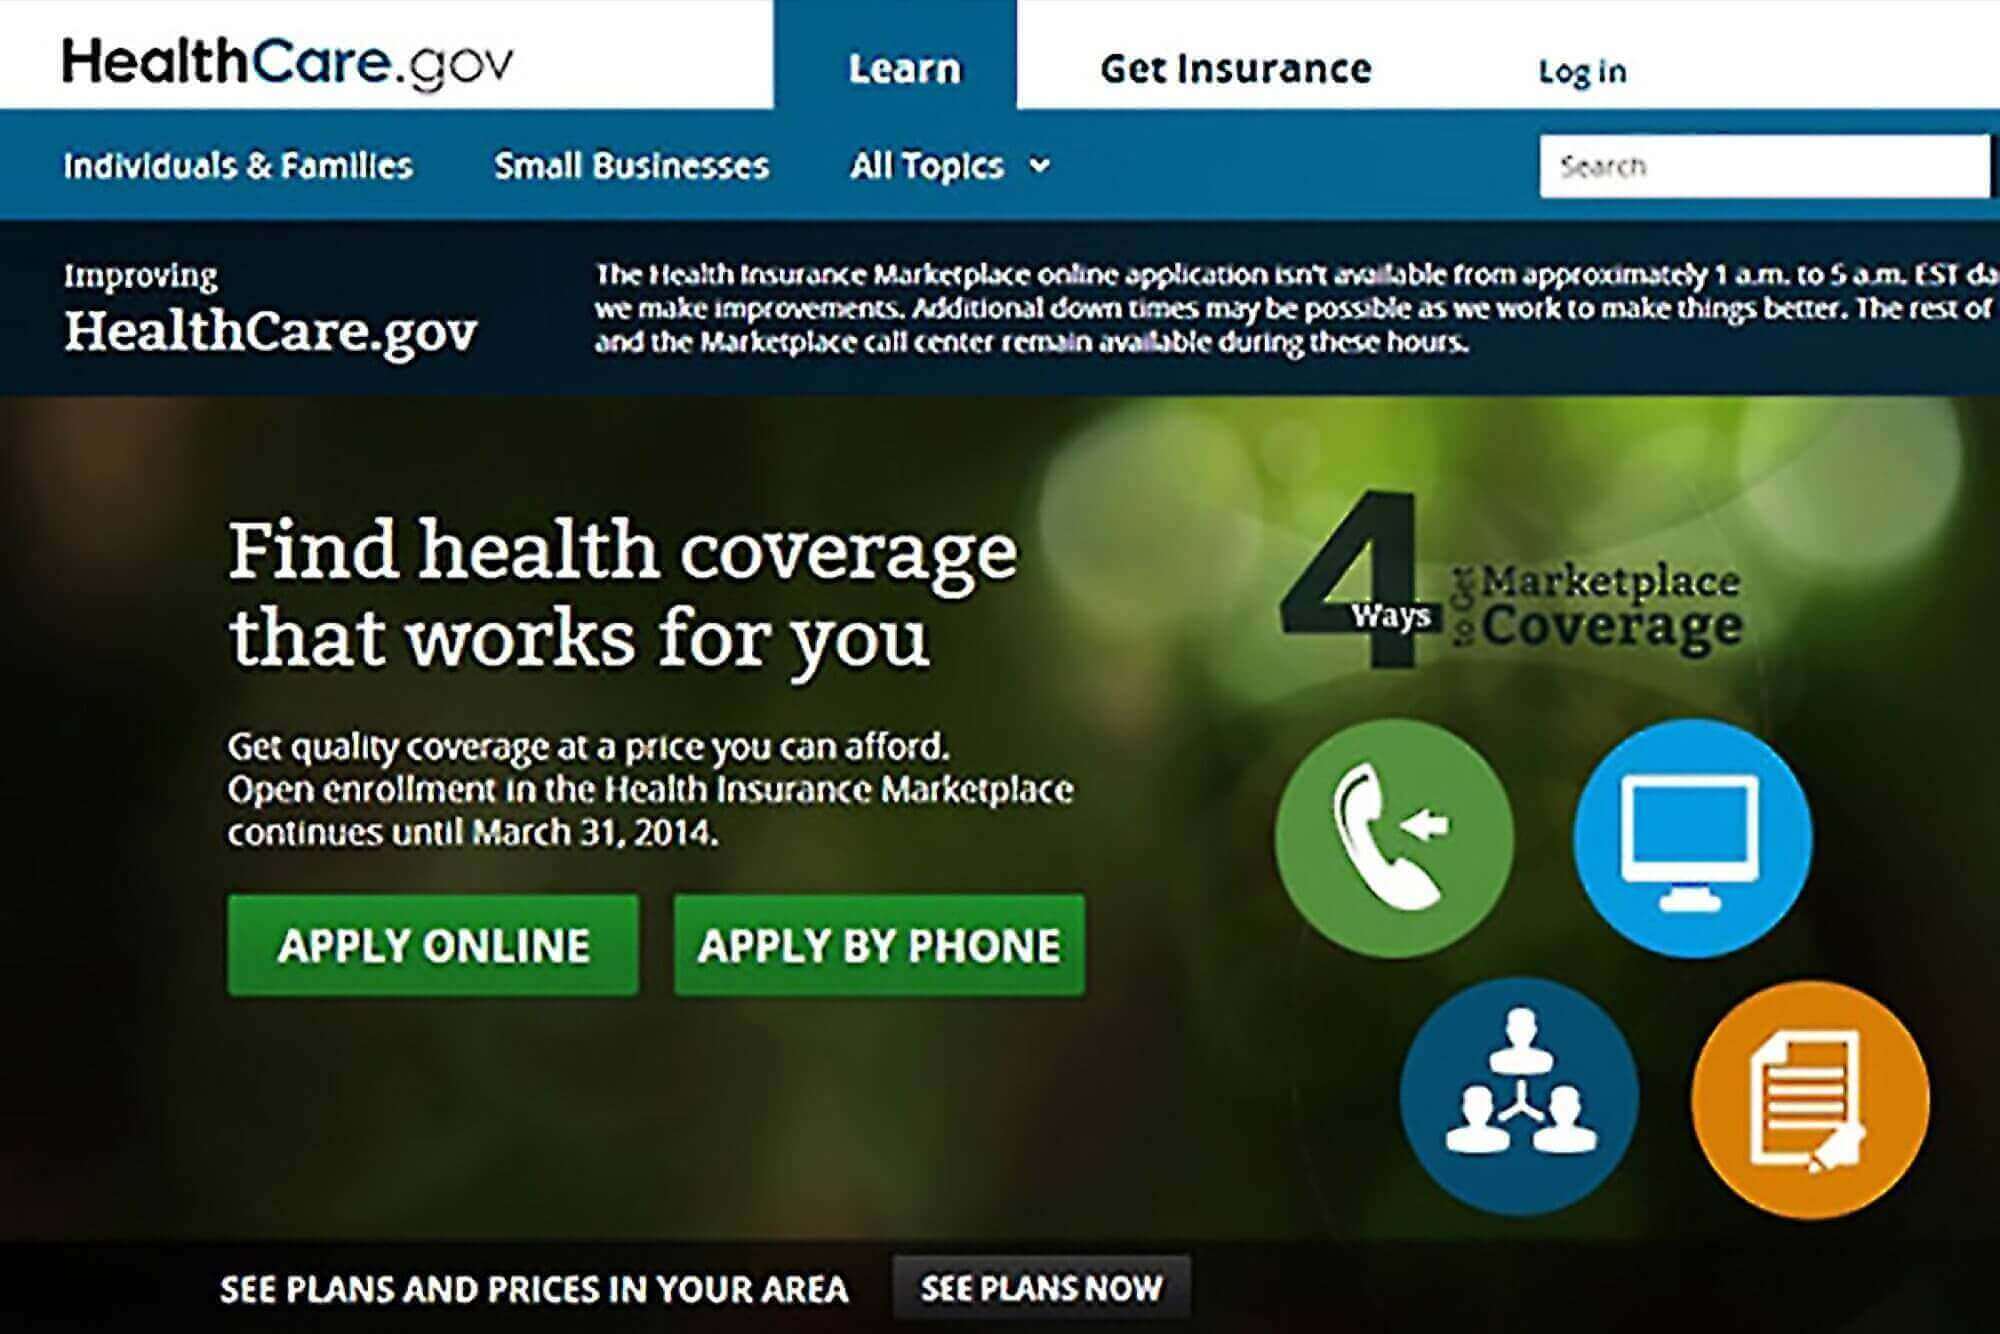 HealthCare.gov
Learn
Get Insurance
Log in
Individuals & Families
Small Businesses
All Topics
Search
Improving
HealthCare.gov
The Health Insurance Marketplace online application isn't available from approximately 1 a.m. to 5 a.m. EST da
we make improvements. Additional down times may be possible as we work to make things better. The rest of
and the Marketplace call center remain available during these hours.
Find health coverage
that works for you
Get quality coverage at a price you can afford.
Open enrollment in the Health Insurance Marketplace
continues until March 31, 2014.
APPLY ONLINE
APPLY BY PHONE
4 Ways to Get Marketplace
Coverage
SEE PLANS AND PRICES IN YOUR AREA
SEE PLANS NOW